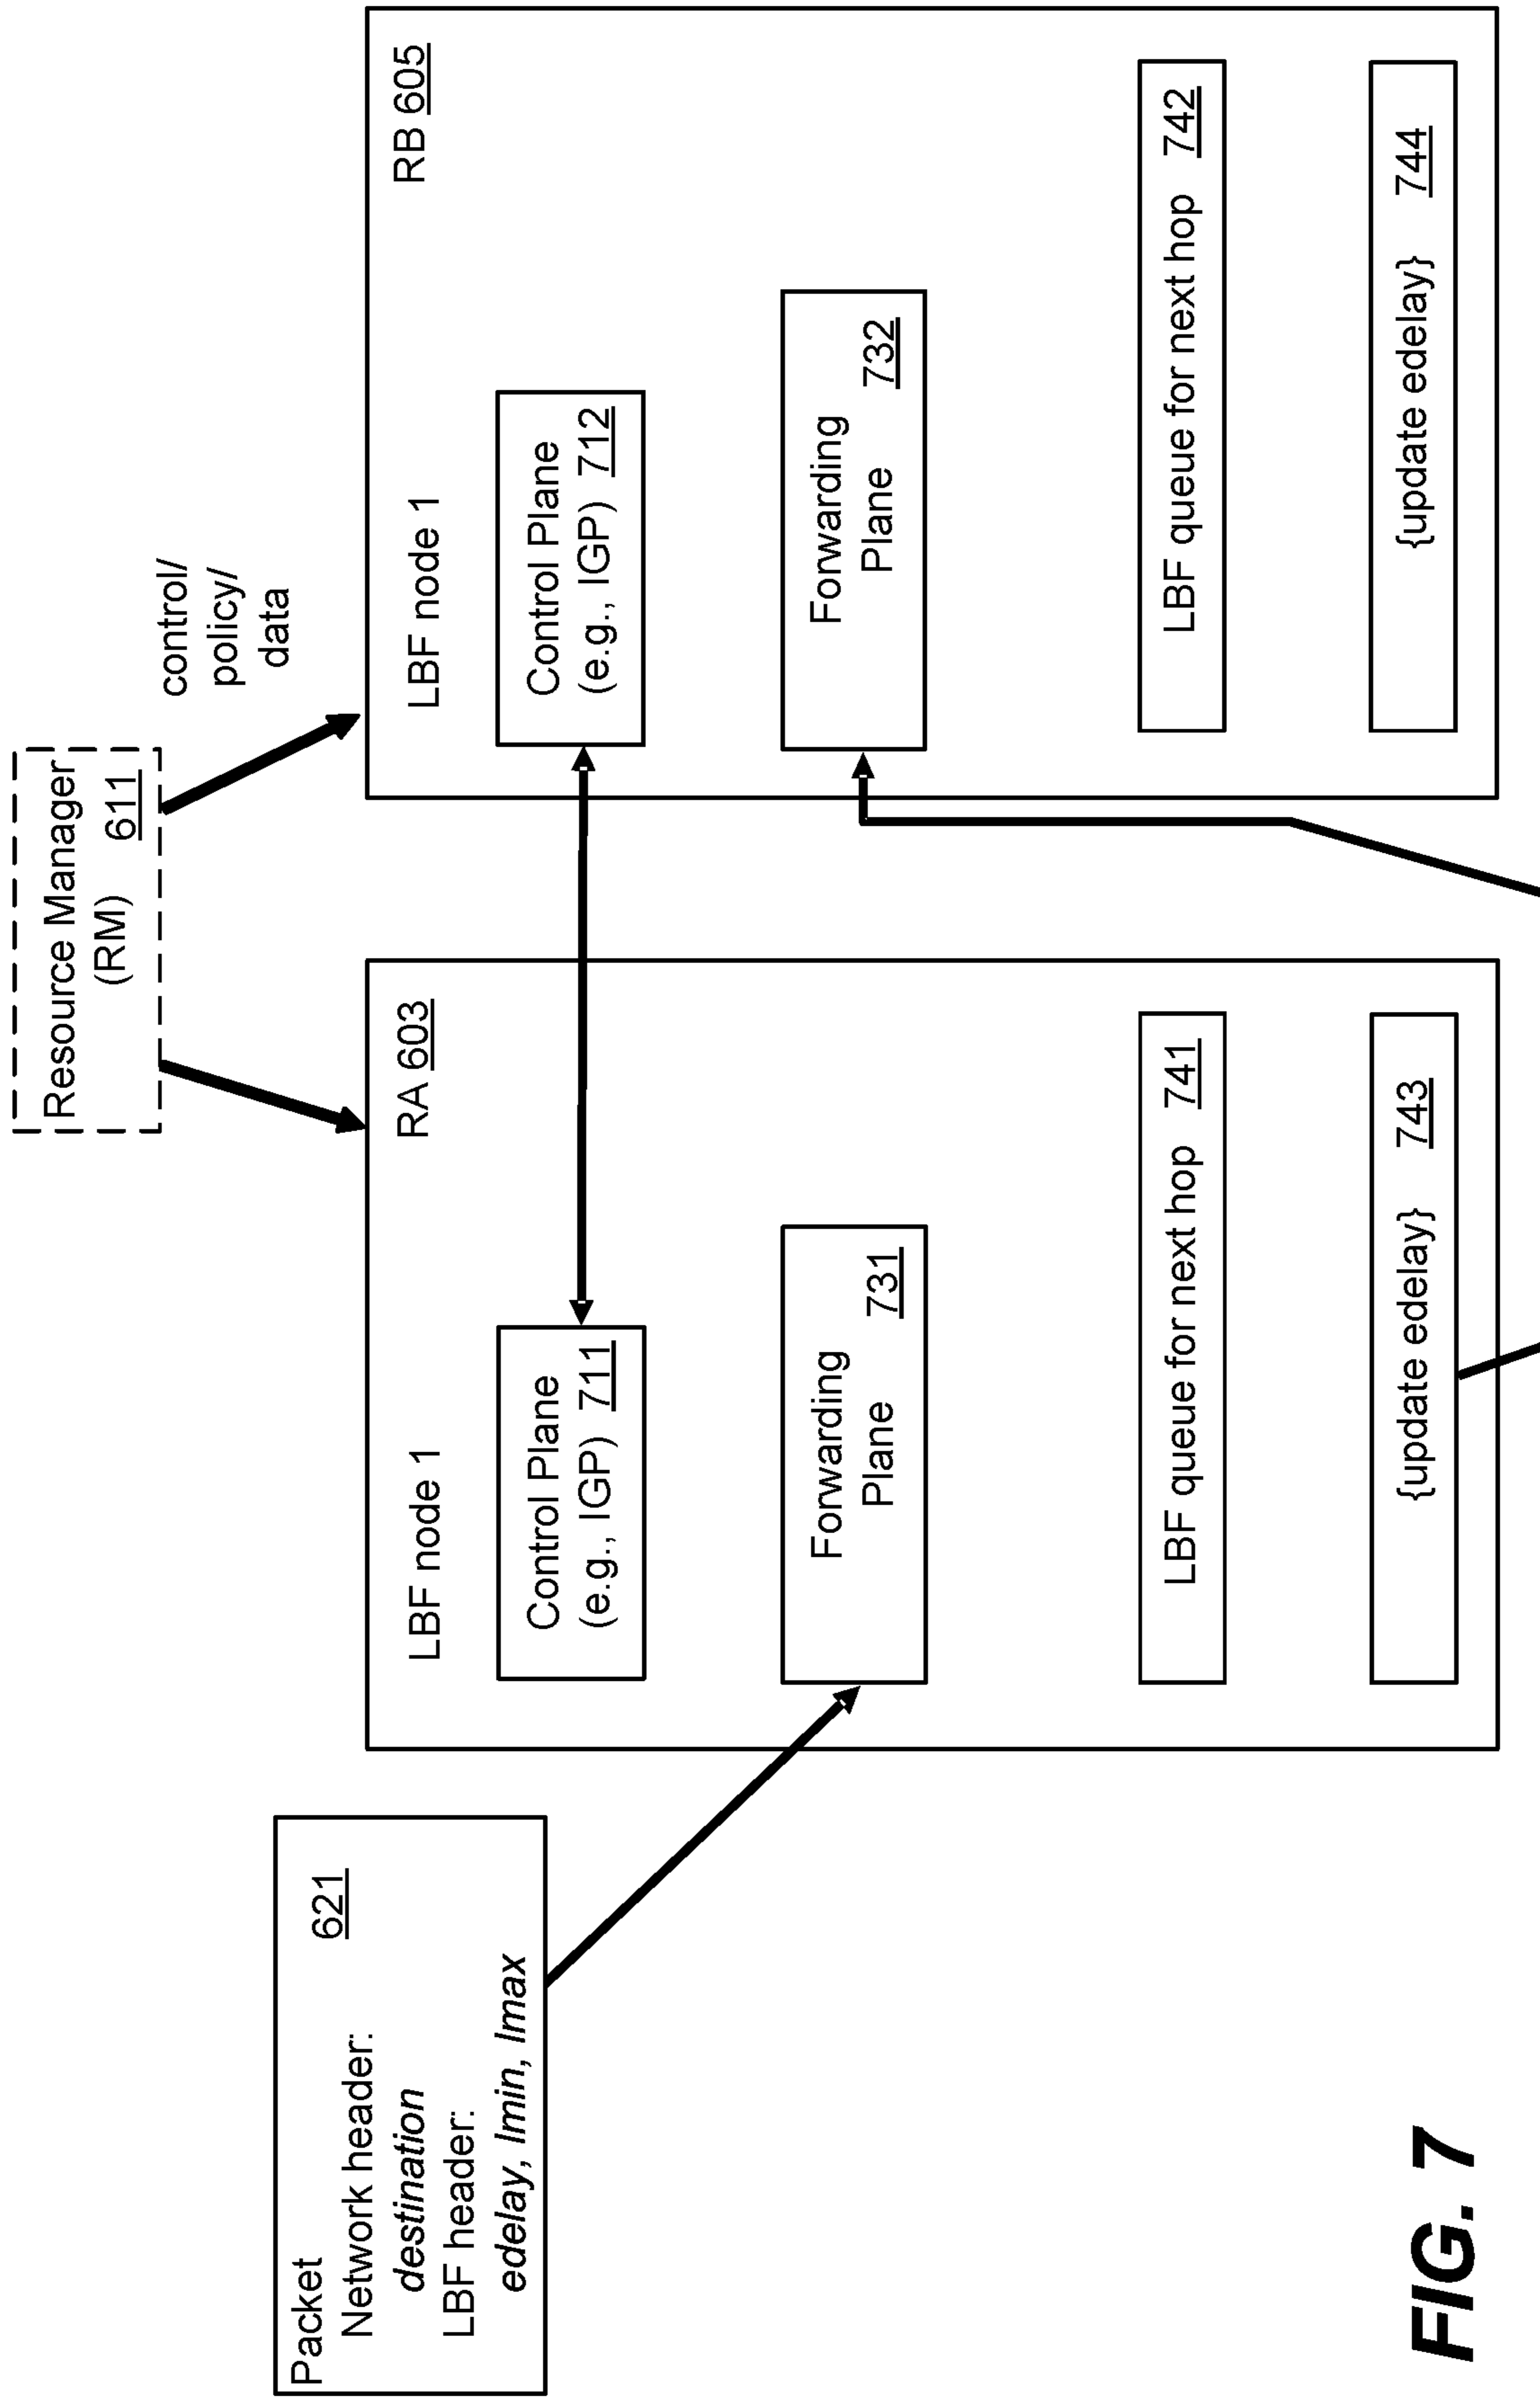 Resource Manager
(RM) 611
control/
policy/
data
Packet
621
Network header:
destination
LBF header:
edelay, lmin, lmax
RA 603
LBF node 1
Control Plane
(e.g., IGP) 711
Forwarding
Plane 731
LBF queue for next hop 741
{update edelay} 743
RB 605
LBF node 1
Control Plane
(e.g., IGP) 712
Forwarding
Plane 732
LBF queue for next hop 742
{update edelay} 744
FIG. 7